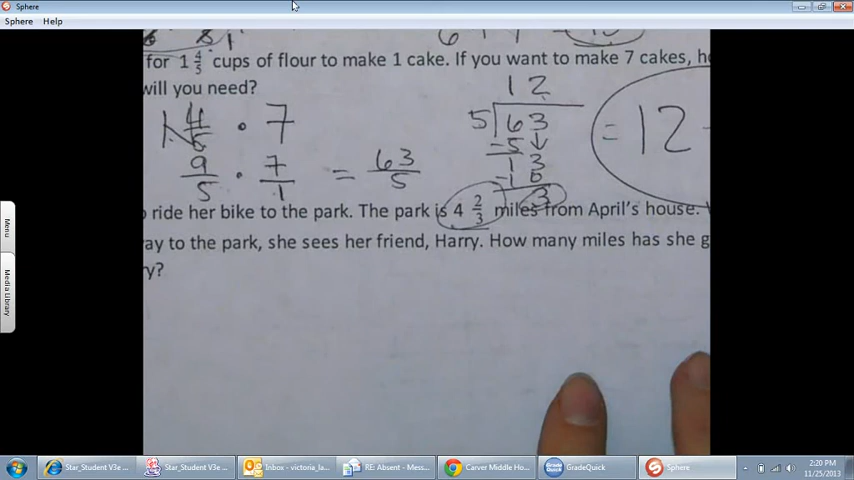 Sphere
Sphere Help
for 1 4/5 cups of flour to make 1 cake. If you want to make 7 cakes,
will you need?
12
1 4/5 · 7
5 63
= 12
9/5 · 7/1 = 63/5
-5
13
-10
3
ride her bike to the park. The park is 4 2/3 miles from April's house.
to the park, she sees her friend, Harry. How many miles has she
Menu
Media Library
Star_Student V3e ...
Star_Student V3e ...
Inbox - victoria_la...
RE: Absent - Mess...
Carver Middle Ho...
GradeQuick
Sphere
2:20 PM
11/25/2013